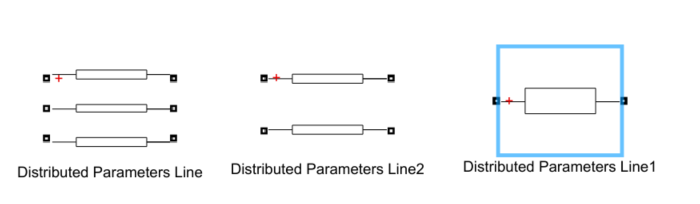 Distributed Parameters Line
Distributed Parameters Line2
Distributed Parameters Line1